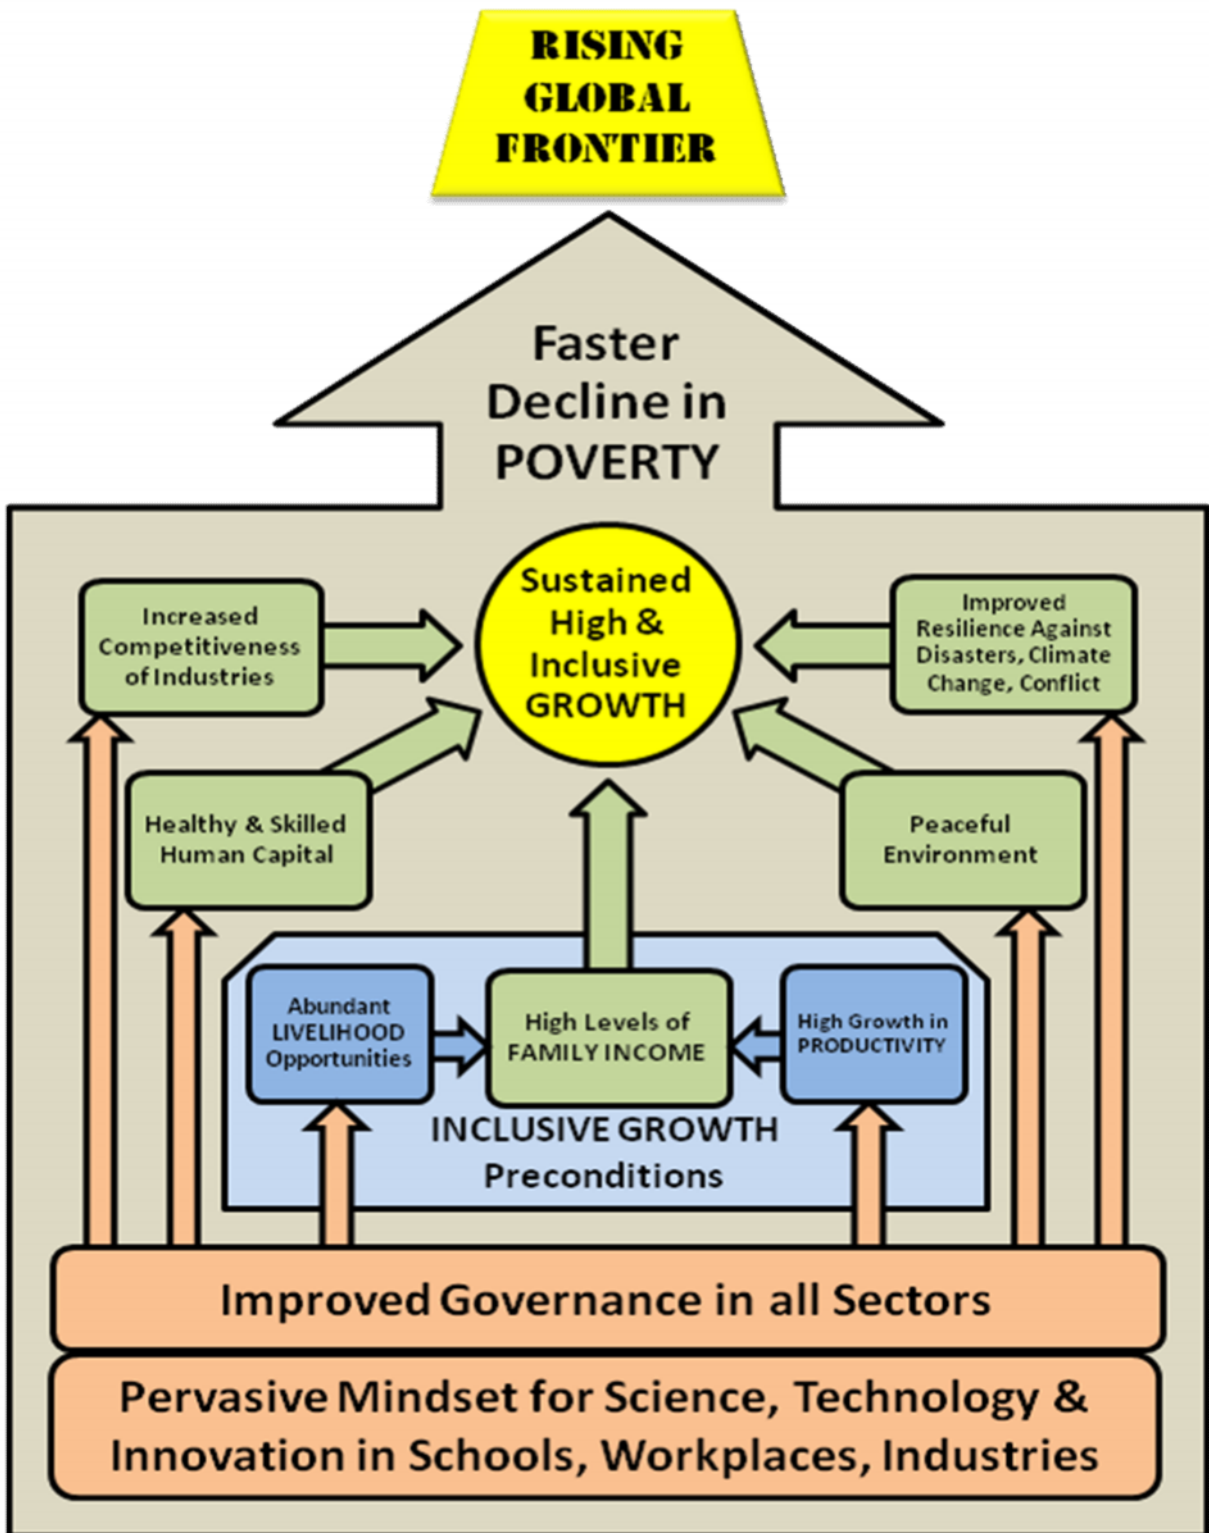 RISING
GLOBAL
FRONTIER
Faster
Decline in
POVERTY
Sustained
High &
Inclusive
GROWTH
Increased
Competitiveness
of Industries
Improved
Resilience Against
Disasters, Climate
Change, Conflict
Healthy & Skilled
Human Capital
Peaceful
Environment
Abundant
LIVELIHOOD
Opportunities
High Levels of
FAMILY INCOME
High Growth in
PRODUCTIVITY
INCLUSIVE GROWTH
Preconditions
Improved Governance in all Sectors
Pervasive Mindset for Science, Technology &
Innovation in Schools, Workplaces, Industries